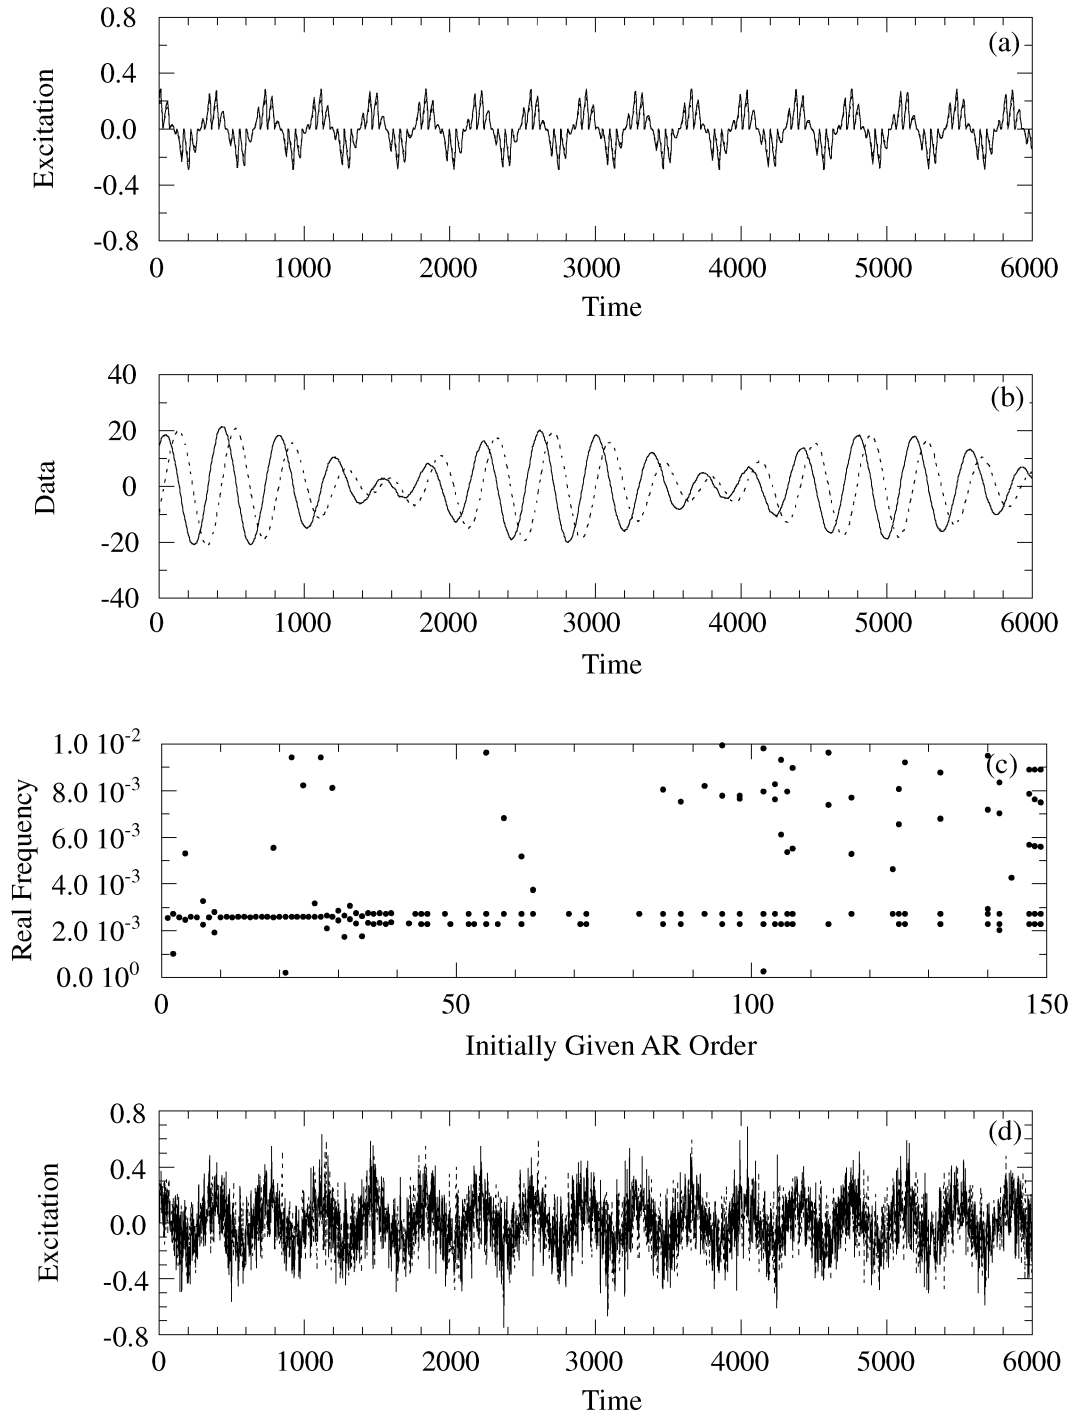 (a)
Excitation
0.8
0.4
0.0
-0.4
-0.8
0 1000 2000 3000 4000 5000 6000
Time
(b)
Data
40
20
0
-20
-40
0 1000 2000 3000 4000 5000 6000
Time
(c)
Real Frequency
1.0 10-2
8.0 10-3
6.0 10-3
4.0 10-3
2.0 10-3
0.0 100
0 50 100 150
Initially Given AR Order
(d)
Excitation
0.8
0.4
0.0
-0.4
-0.8
0 1000 2000 3000 4000 5000 6000
Time